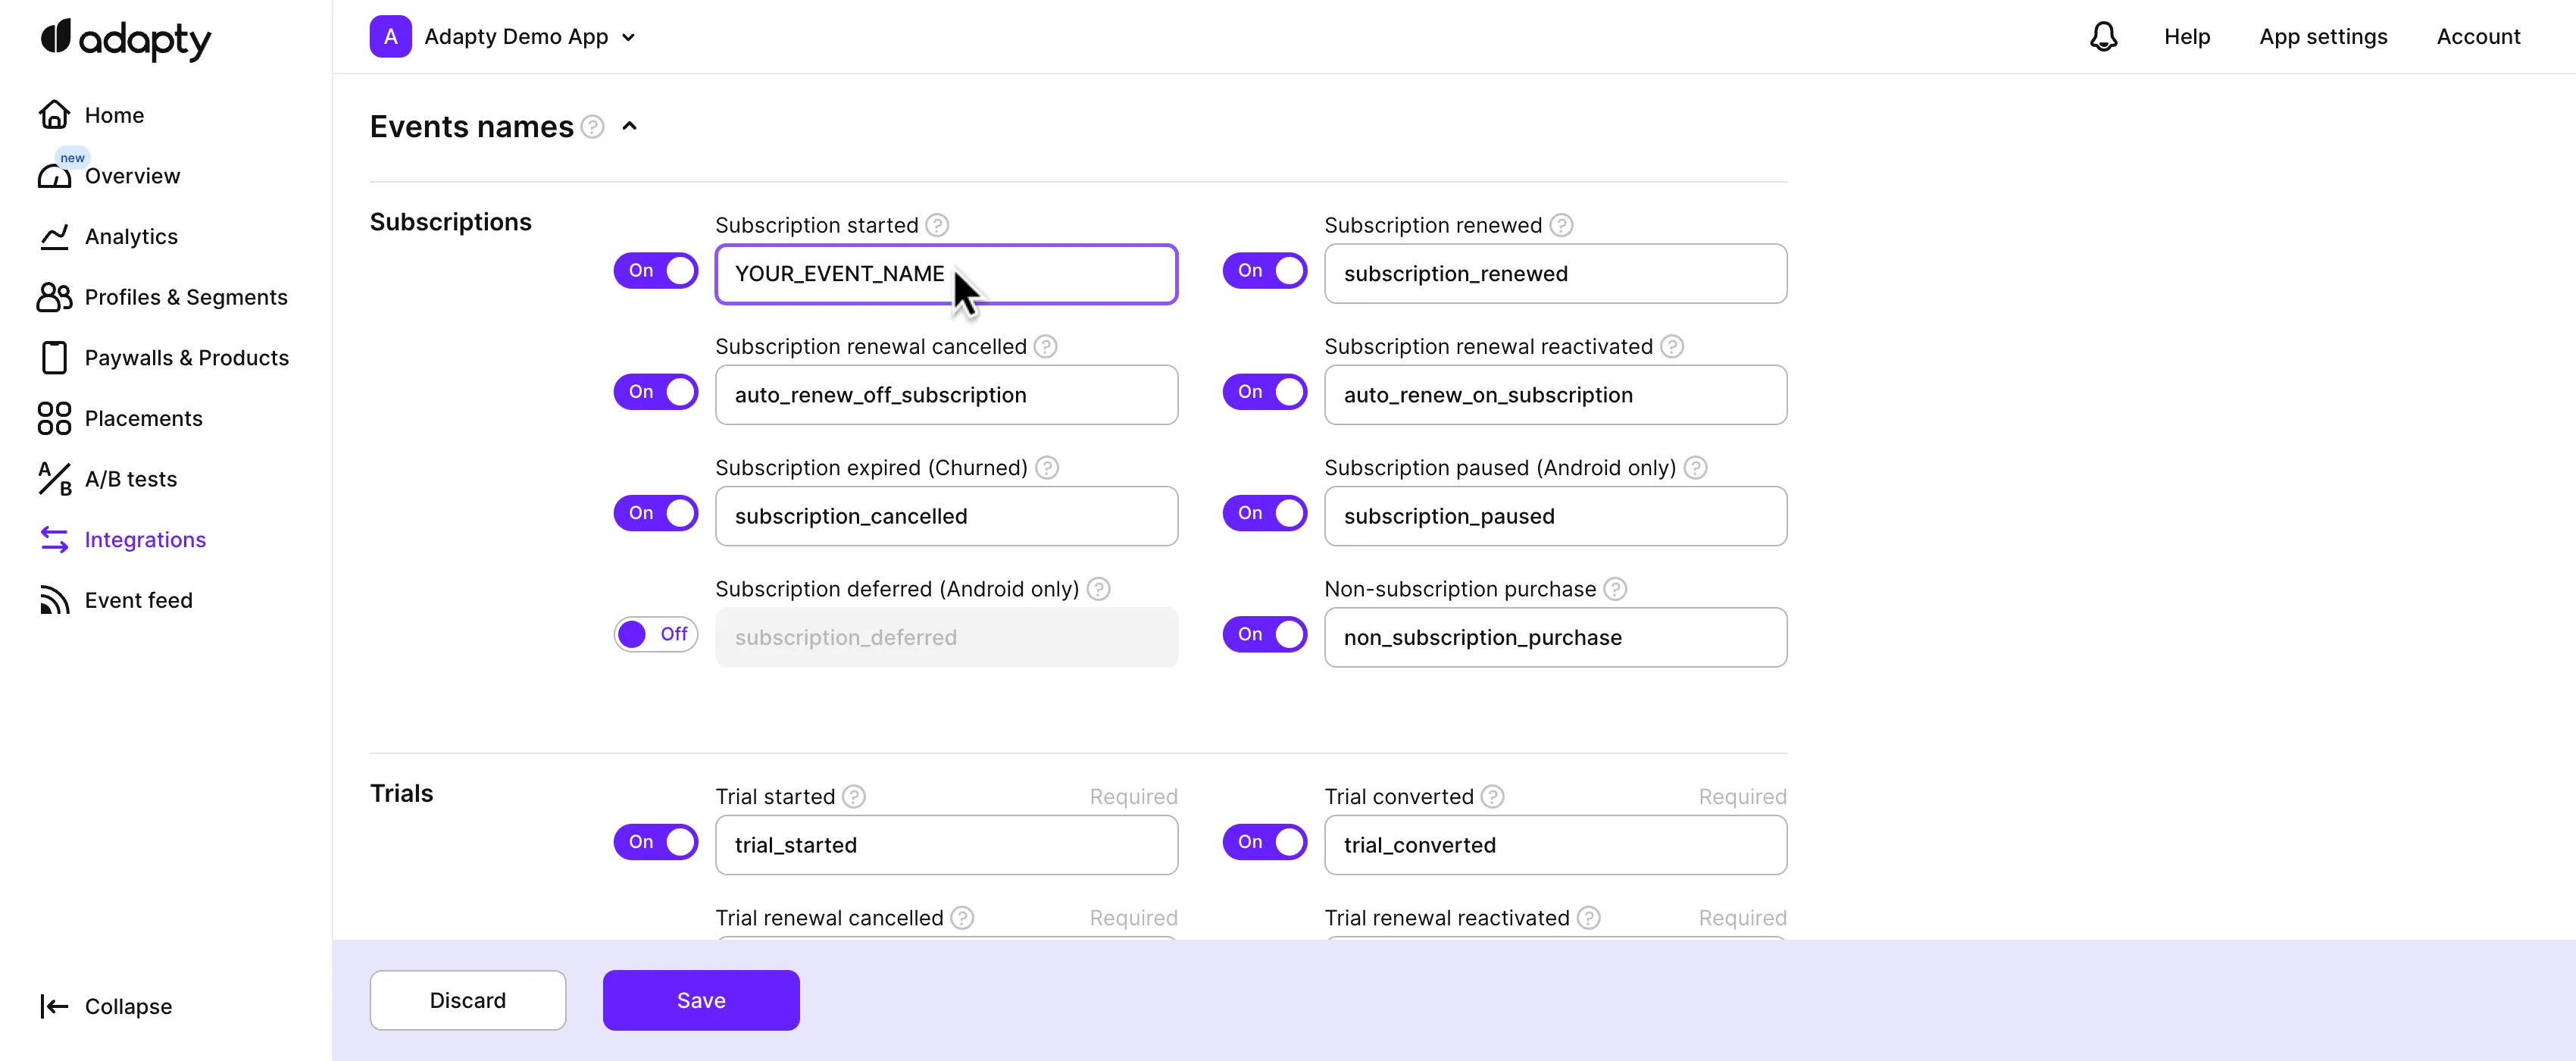 adapty
A Adapty Demo App
Help
App settings
Account
Home
new
Overview
Analytics
Profiles & Segments
Paywalls & Products
Placements
A/B A/B tests
Integrations
Event feed
Collapse
Events names ?
Subscriptions
Subscription started ?
On YOUR_EVENT_NAME
Subscription renewed ?
On subscription_renewed
Subscription renewal cancelled ?
On auto_renew_off_subscription
Subscription renewal reactivated ?
On auto_renew_on_subscription
Subscription expired (Churned) ?
On subscription_cancelled
Subscription paused (Android only) ?
On subscription_paused
Subscription deferred (Android only) ?
Off subscription_deferred
Non-subscription purchase ?
On non_subscription_purchase
Trials
Trial started ? Required
On trial_started
Trial converted ? Required
On trial_converted
Trial renewal cancelled ? Required
Trial renewal reactivated ? Required
Discard
Save